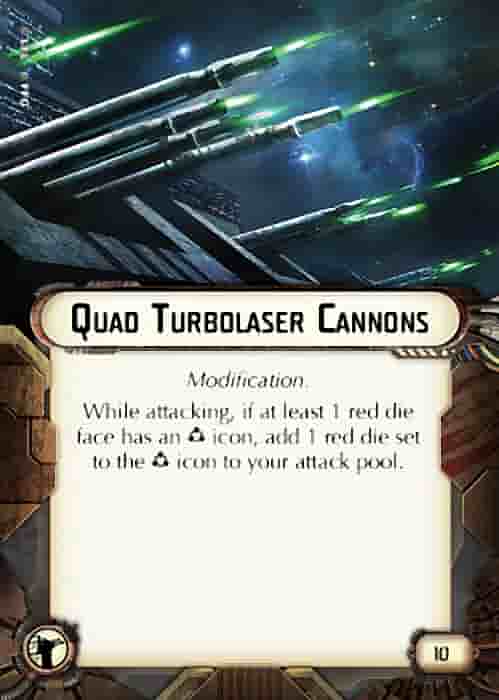 QUAD TURBOLASER CANNONS
Modification.
While attacking, if at least 1 red die
face has an icon, add 1 red die set
to the icon to your attack pool.
10